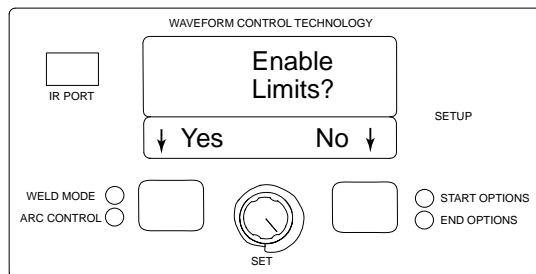 WAVEFORM CONTROL TECHNOLOGY
Enable
Limits?
IR PORT
SETUP
Yes No
WELD MODE
ARC CONTROL
START OPTIONS
END OPTIONS
SET